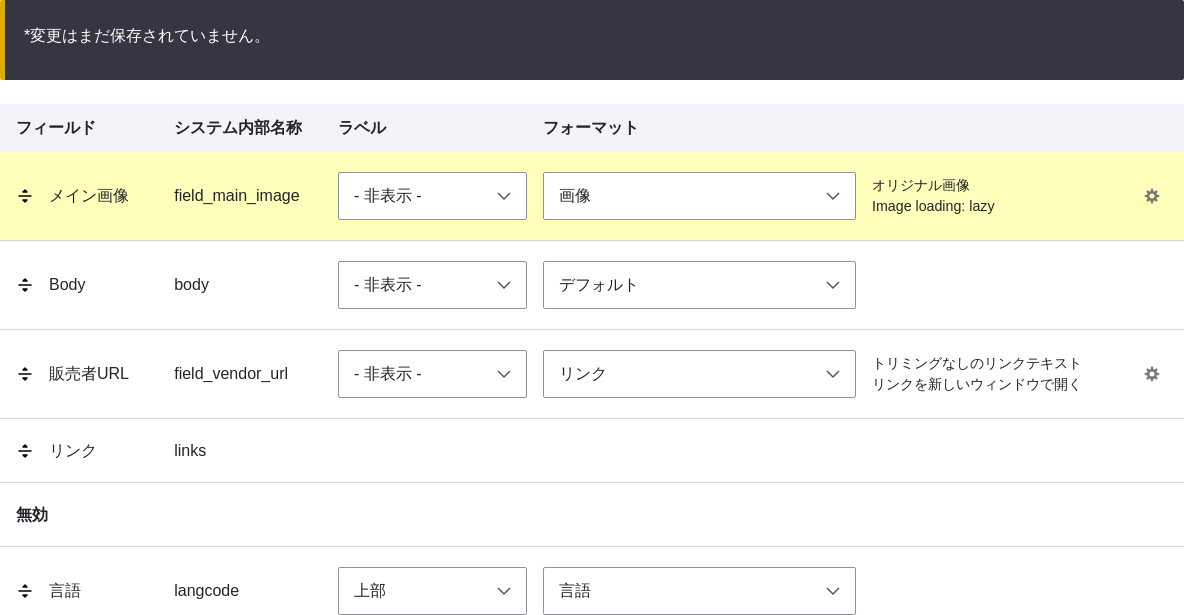 *変更はまだ保存されていません。
フィールド システム内部名称 ラベル フォーマット
メイン画像 field_main_image - 非表示 - 画像 オリジナル画像
Image loading: lazy
Body body - 非表示 - デフォルト
販売者URL field_vendor_url - 非表示 - リンク トリミングなしのリンクテキスト
リンクを新しいウィンドウで開く
リンク links
無効
言語 langcode 上部 言語